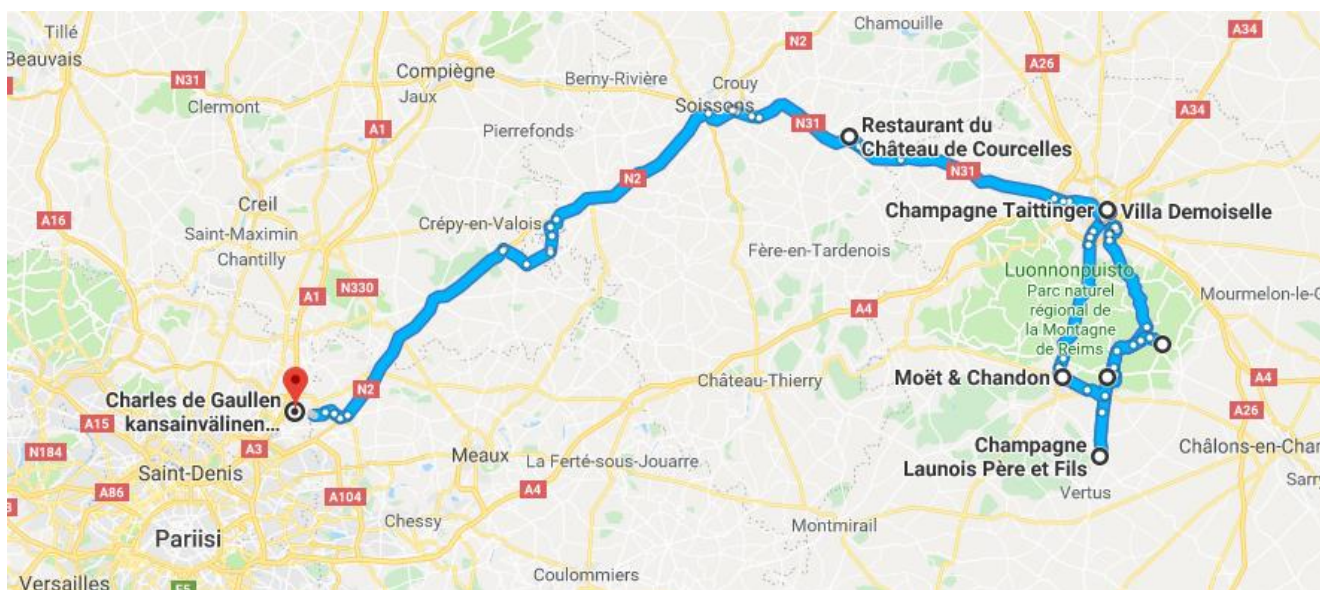 Tillé
Beauvais
N31
Clermont
Compiègne
Jaux
A1
Berny-Rivière
Pierrefonds
Crouy
Soissons
N2
Chamouille
A26
A34
A34
N31
Restaurant du
Château de Courcelles
N31
N2
A16
Creil
Saint-Maximin
Chantilly
Crépy-en-Valois
Champagne Taittinger
Villa Demoiselle
Fère-en-Tardenois
A1
N330
A4
Luonnonpuisto
Parc naturel
régional de
la Montagne
de Reims
Mourmelon-le-G
N2
Château-Thierry
Moët & Chandon
A4
Charles de Gaullen
kansainvälinen...
A15
A3
N184
Saint-Denis
Meaux
La Ferté-sous-Jouarre
A4
Champagne
Launois Père et Fils
A26
Châlons-en-Cham
Vertus
Sarry
3
A86
A104
Chessy
Montmirail
Pariisi
Coulommiers
Versailles